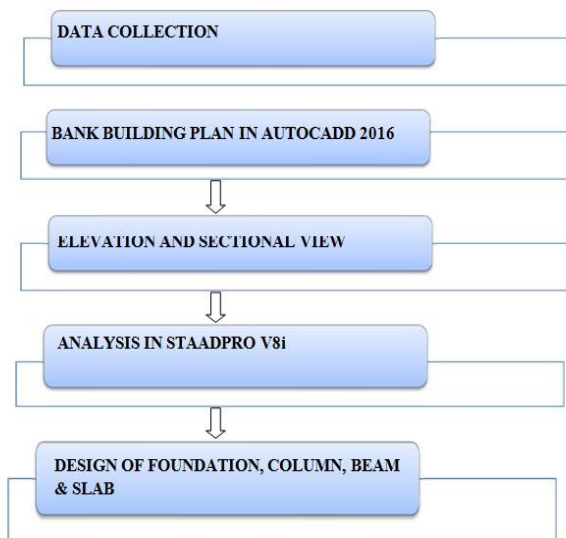 DATA COLLECTION
BANK BUILDING PLAN IN AUTOCADD 2016
ELEVATION AND SECTIONAL VIEW
ANALYSIS IN STAADPRO V8i
DESIGN OF FOUNDATION, COLUMN, BEAM
& SLAB